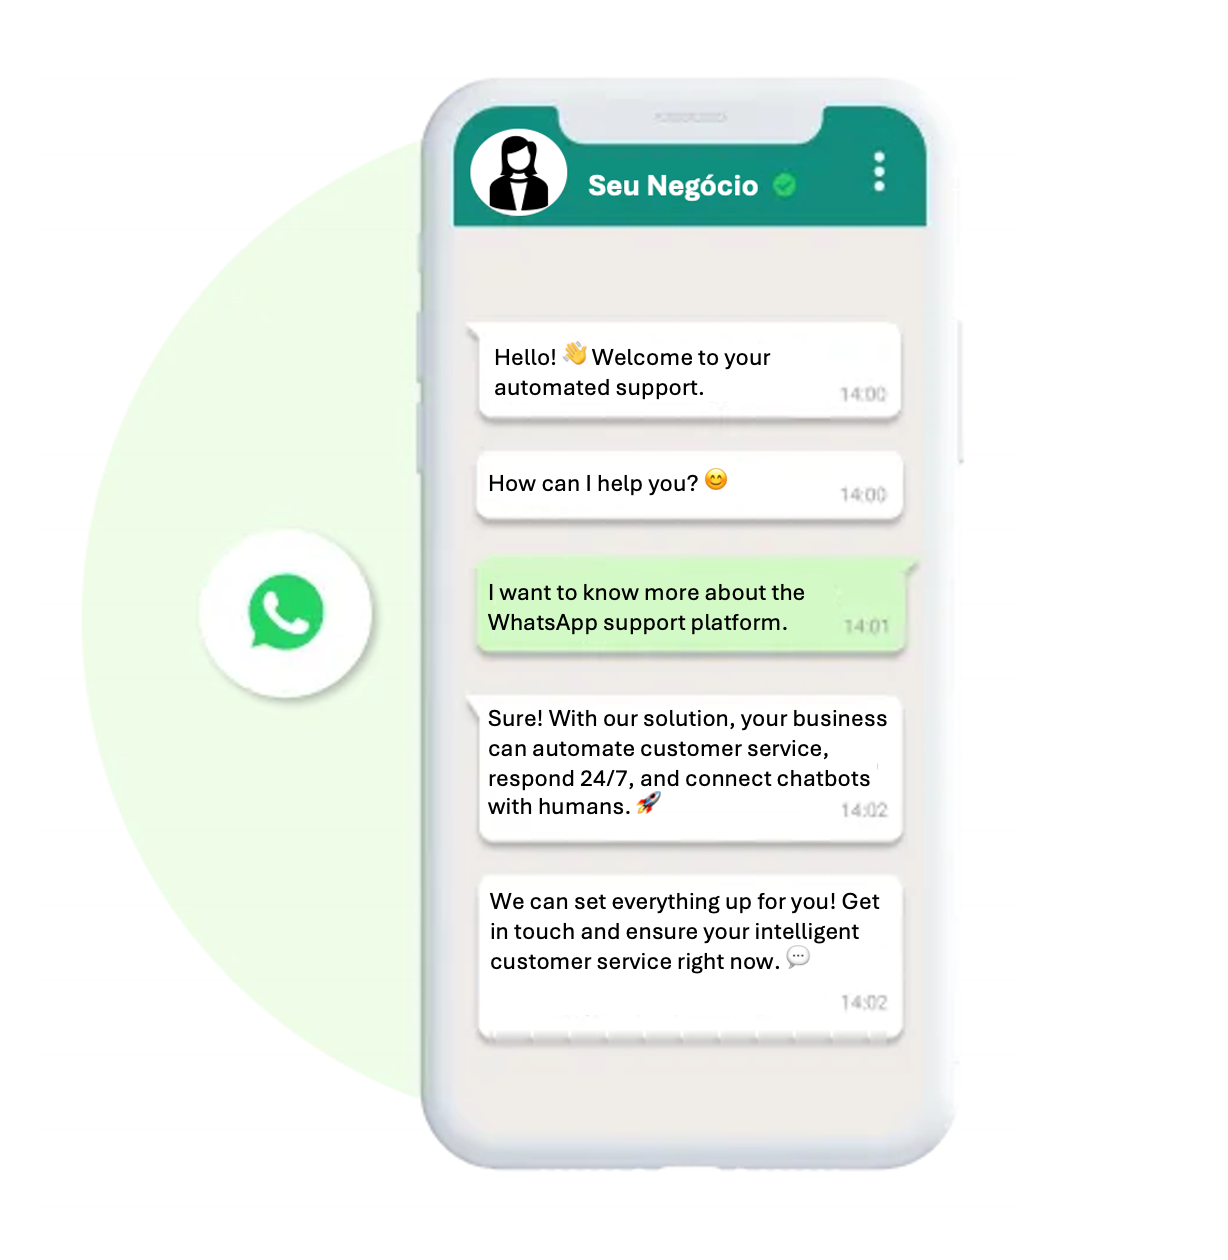 Seu Negócio
Hello! 👋 Welcome to your
automated support.
14:00
How can I help you? 😊
14:00
I want to know more about the
WhatsApp support platform.
14:01
Sure! With our solution, your business
can automate customer service,
respond 24/7, and connect chatbots
with humans. 🚀
14:02
We can set everything up for you! Get
in touch and ensure your intelligent
customer service right now. 💬
14:02